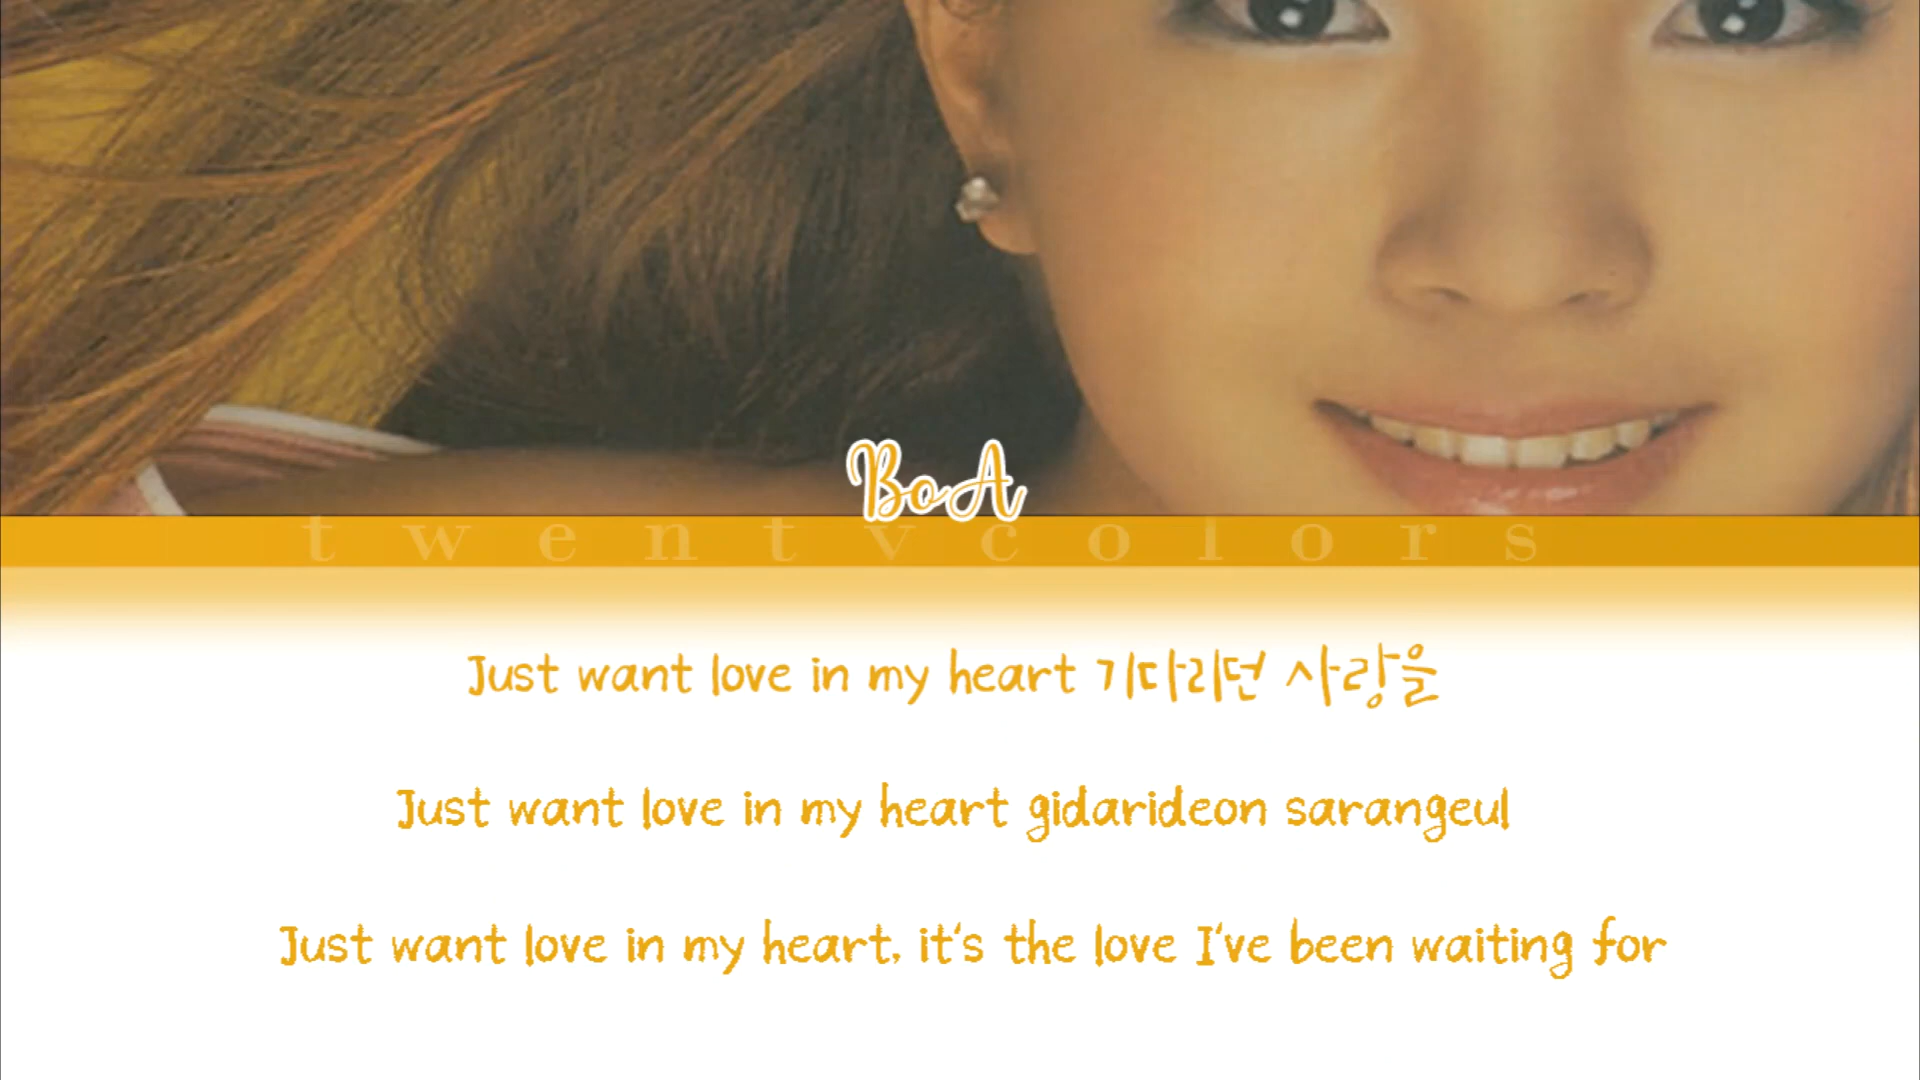 BoA
twentycolors
Just want love in my heart 기다리던 사랑을
Just want love in my heart gidarideon sarangeul
Just want love in my heart, it's the love I've been waiting for